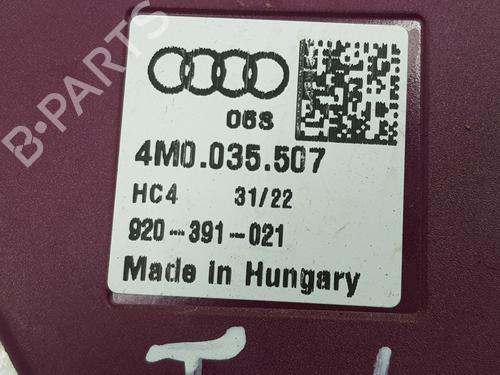 B-PARTS
06S
4M0.035.507
HC4 31/22
920-391-021
Made in Hungary